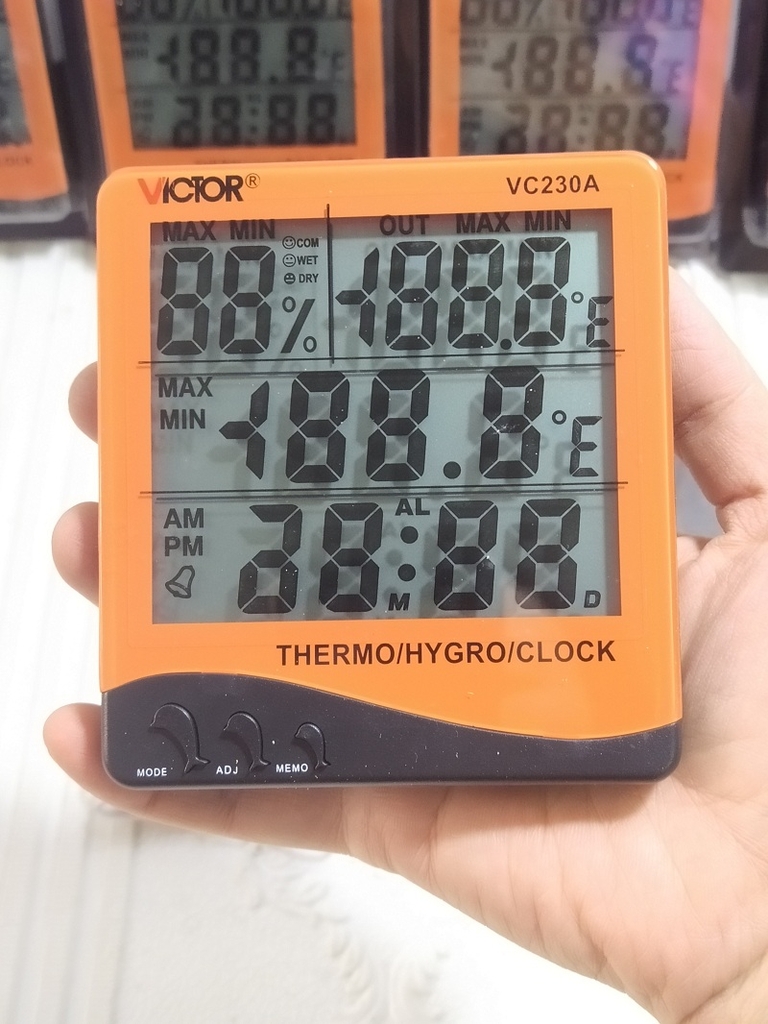 VICTOR®
VC230A
MAX MIN
COM
WET
DRY
88%
OUT MAX MIN
-188.8°E
MAX
MIN
-188.8°E
AM
PM
AL
28:88
M
D
THERMO/HYGRO/CLOCK
MODE
ADJ
MEMO